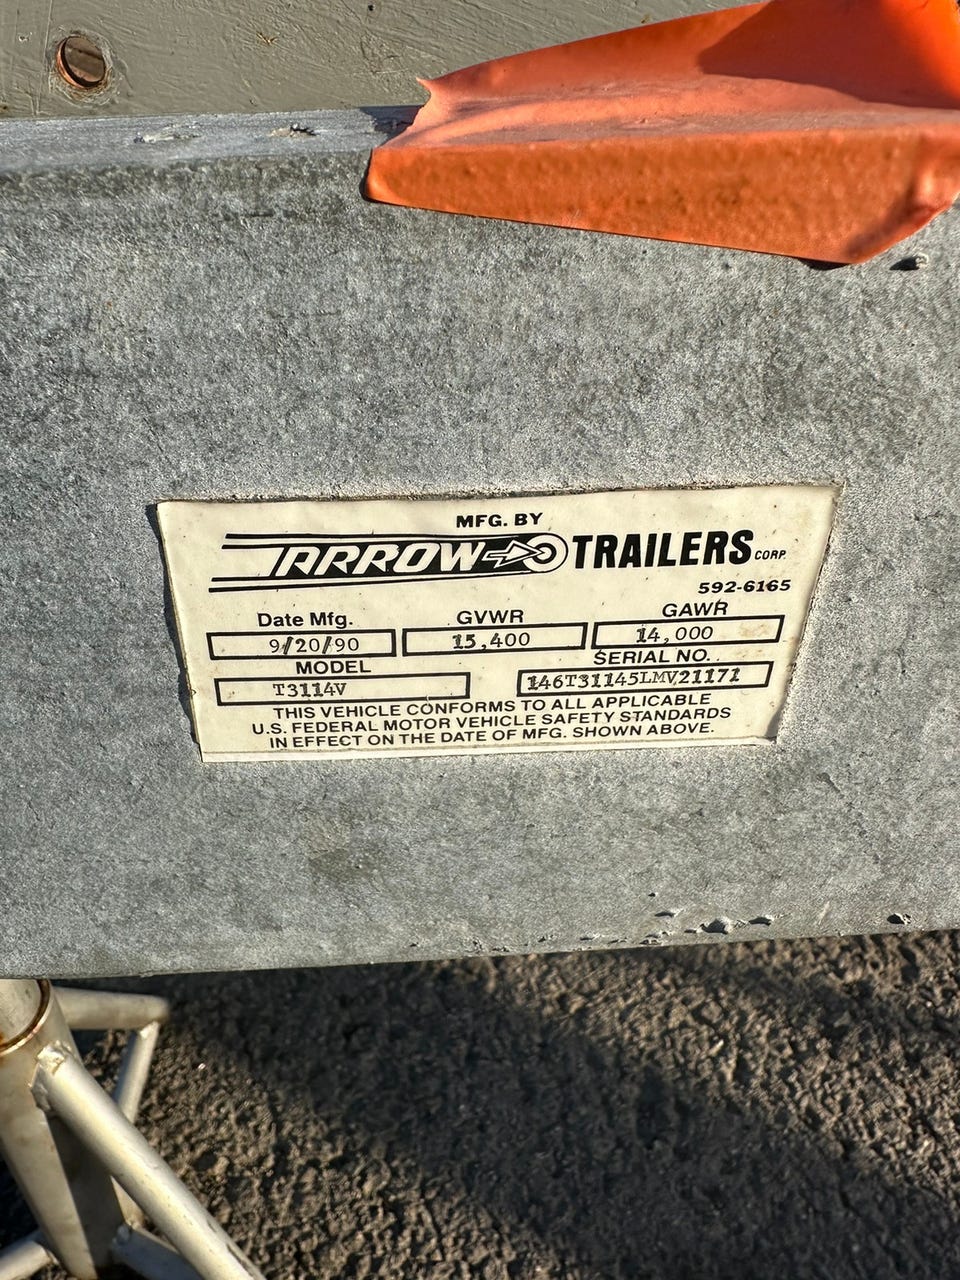 MFG. BY
ARROW TRAILERS CORP.
592-6165
Date Mfg. GVWR GAWR
9/20/90 15,400 14,000
MODEL SERIAL NO.
T3114V 146T31145LMV21171
THIS VEHICLE CONFORMS TO ALL APPLICABLE
U.S. FEDERAL MOTOR VEHICLE SAFETY STANDARDS
IN EFFECT ON THE DATE OF MFG. SHOWN ABOVE.